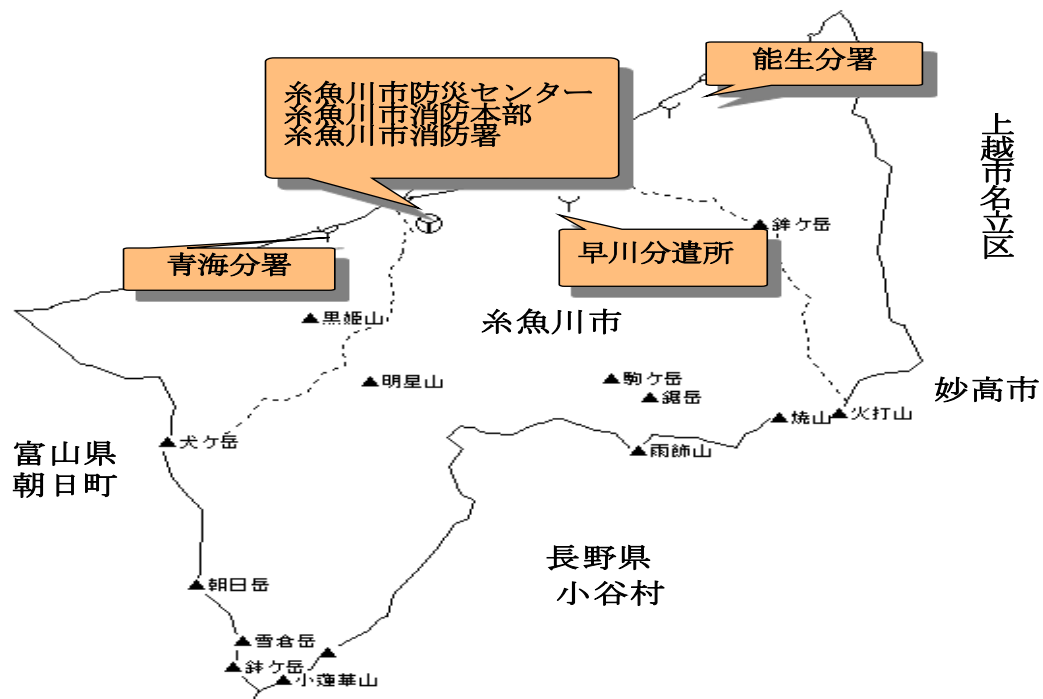 能生分署
糸魚川市防災センター
糸魚川市消防本部
糸魚川市消防署
上越市名立区
鉾ケ岳
早川分遣所
青海分署
黒姫山
糸魚川市
明星山
駒ケ岳
鋸岳
妙高市
焼山
火打山
犬ケ岳
雨飾山
富山県
朝日町
長野県
小谷村
朝日岳
雪倉岳
鉢ケ岳
小蓮華山